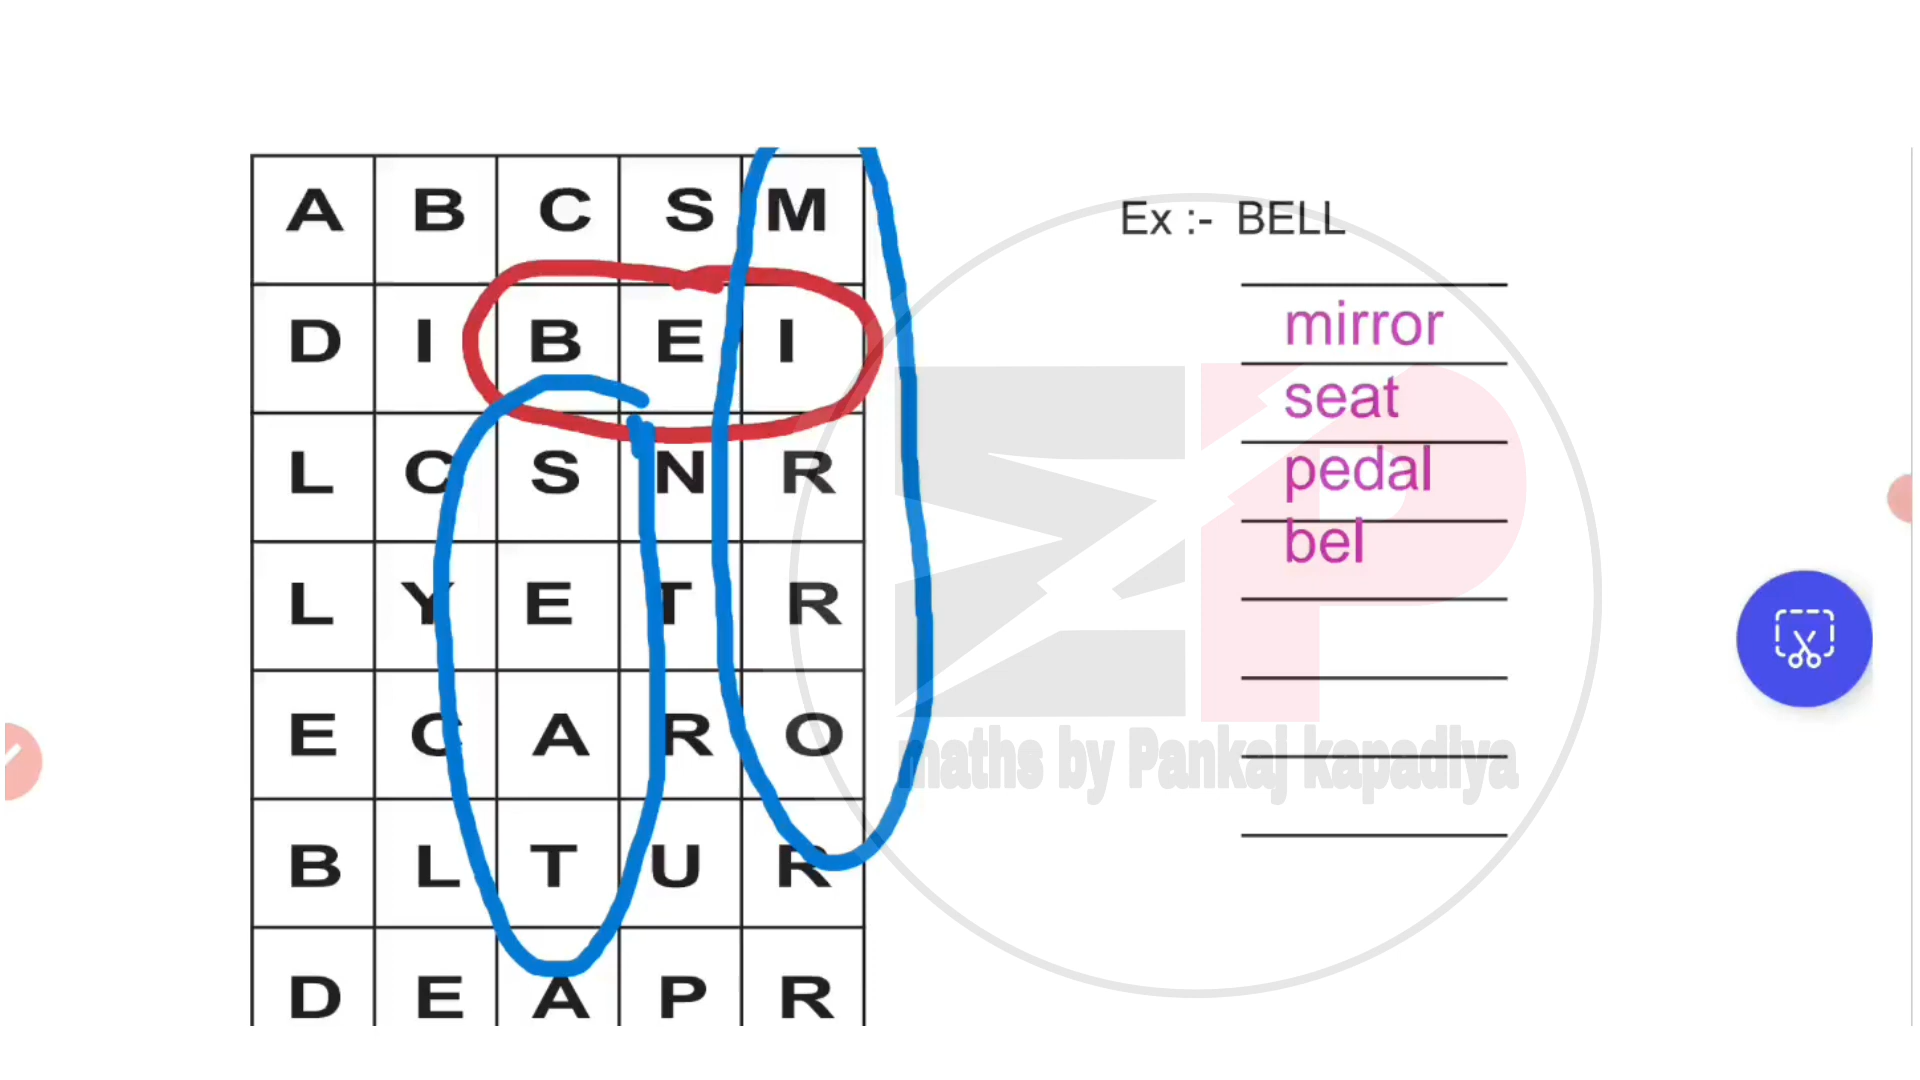 A B C S M
D I B E I
L C S N R
L Y E T R
E C A R O
B L T U R
D E A P R
Ex :- BELL
mirror
seat
pedal
bel
maths by Pankaj kapadiya